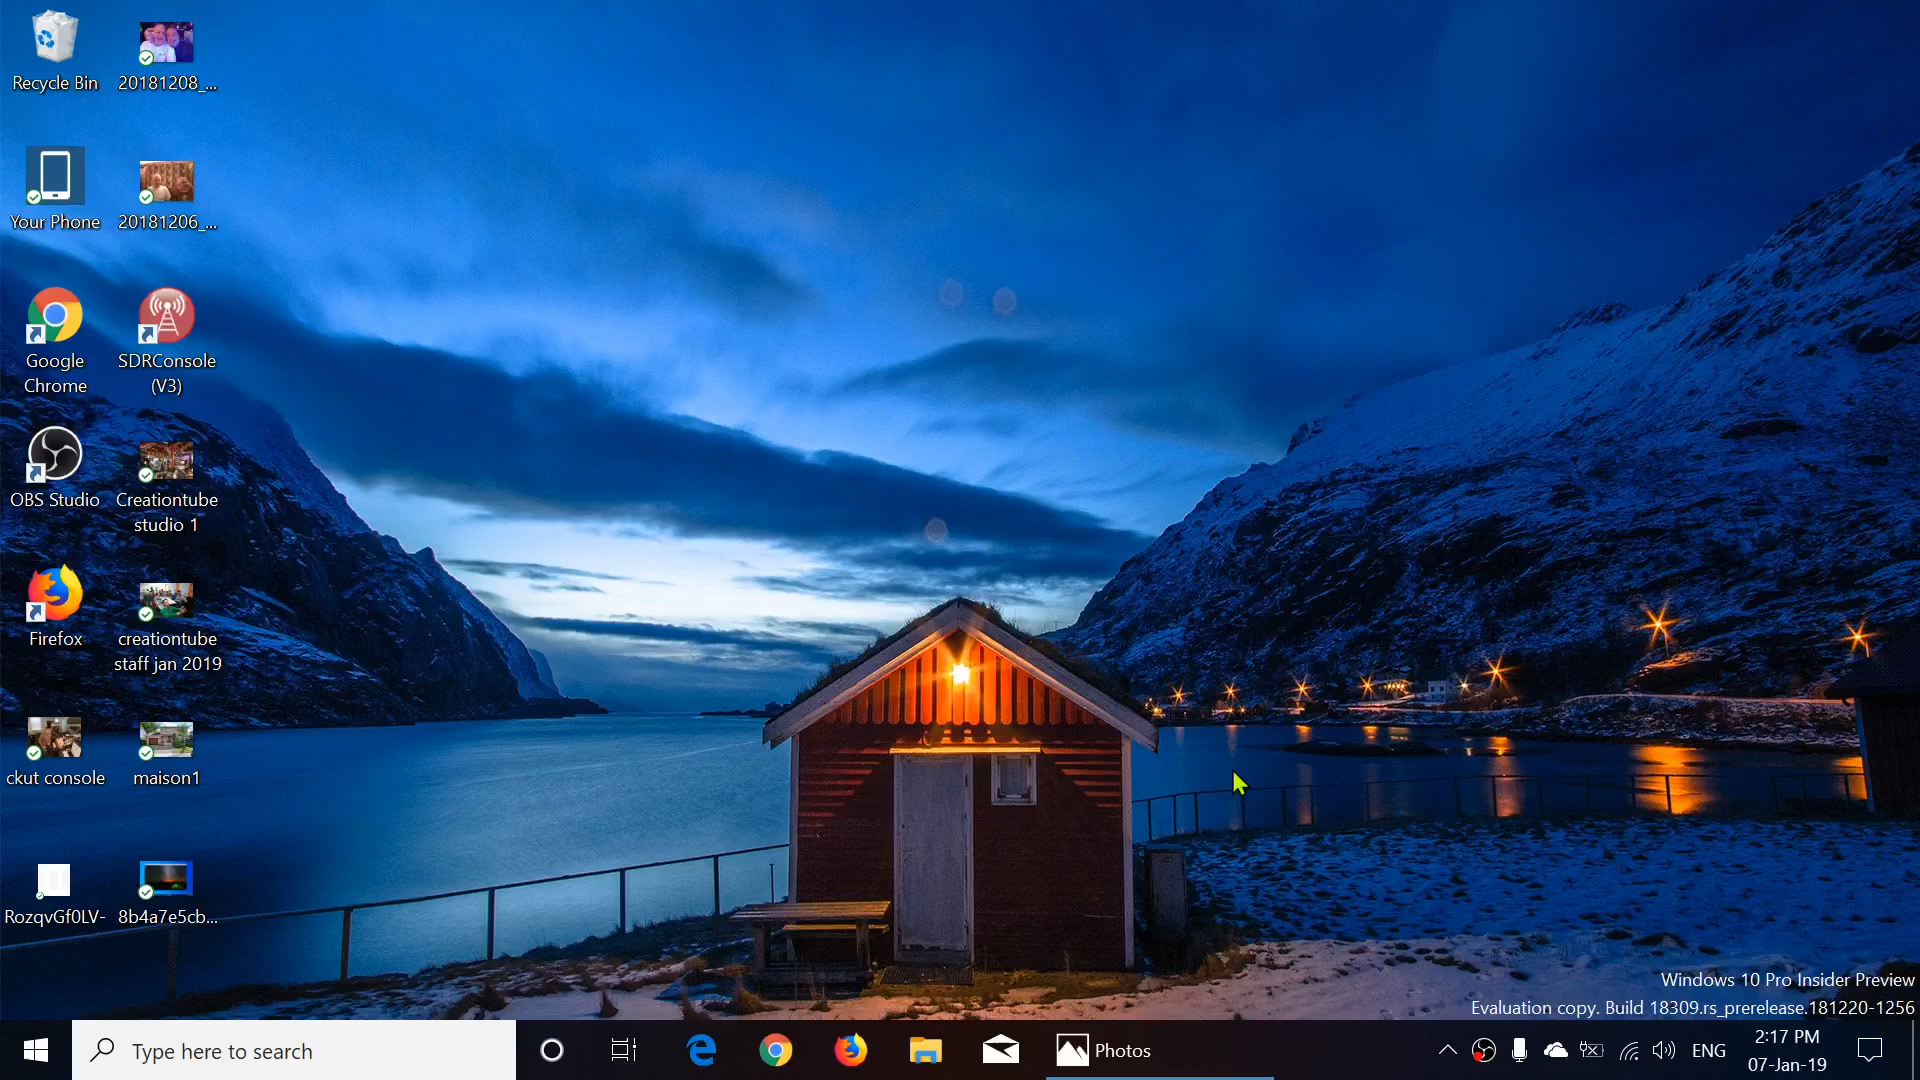 Recycle Bin
20181208_...
Your Phone
20181206_...
Google
Chrome
SDRConsole
(V3)
OBS Studio
Creationtube
studio 1
Firefox
creationtube
staff jan 2019
ckut console
maison1
RozqvGf0LV-
8b4a7e5cb...
Windows 10 Pro Insider Preview
Evaluation copy. Build 18309.rs_prerelease.181220-1256
Type here to search
Photos
ENG
2:17 PM
07-Jan-19